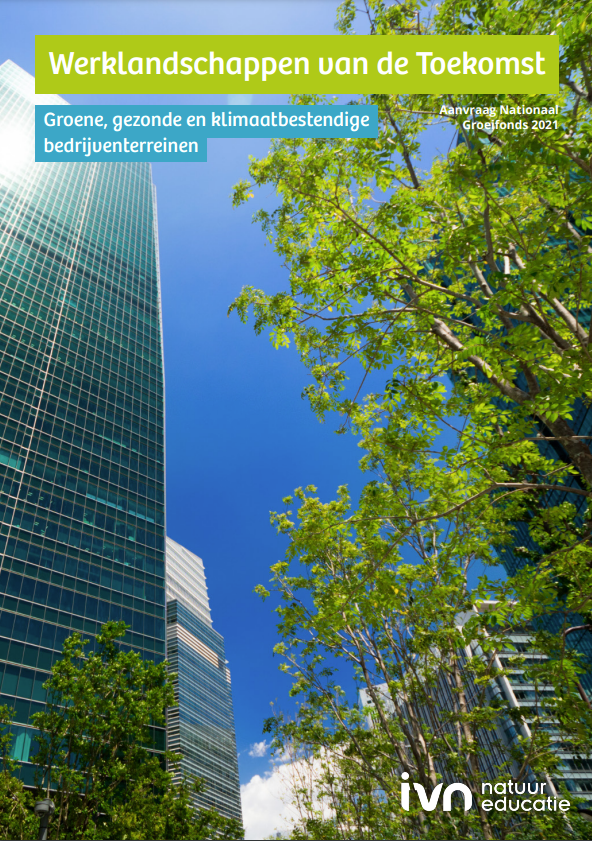 Werklandschappen van de Toekomst
Groene, gezonde en klimaatbestendige
bedrijventerreinen
Aanvraag Nationaal
Groeifonds 2021
ivn natuur
educatie